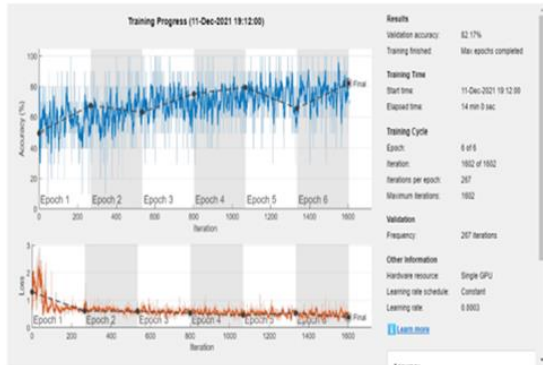 Training Progress (11-Dec-2021 19:12:00)
Accuracy (%)
100
80
60
40
20
0
Epoch 1 Epoch 2 Epoch 3 Epoch 4 Epoch 5 Epoch 6
Final
0 200 400 600 800 1000 1200 1400 1600
Iteration
Loss
3
2
1
0
Epoch 1 Epoch 2 Epoch 3 Epoch 4 Epoch 5 Epoch 6
Final
0 200 400 600 800 1000 1200 1400 1600
Iteration
Results
Validation accuracy: 82.17%
Training finished: Max epochs completed
Training Time
Start time: 11-Dec-2021 19:12:00
Elapsed time: 14 min 0 sec
Training Cycle
Epoch: 6 of 6
Iteration: 1602 of 1602
Iterations per epoch: 267
Maximum iterations: 1602
Validation
Frequency: 267 iterations
Other Information
Hardware resource: Single GPU
Learning rate schedule: Constant
Learning rate: 0.0003
Learn more